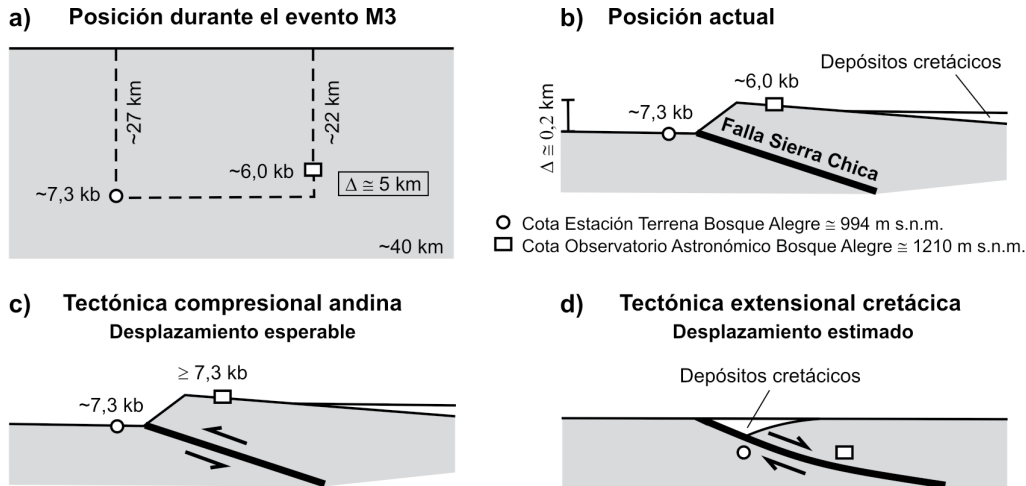 a) Posición durante el evento M3
~27 km
~22 km
~6,0 kb
~7,3 kb
Δ ≅ 5 km
~40 km
b) Posición actual
Depósitos cretácicos
~6,0 kb
~7,3 kb
Δ ≅ 0,2 km
Falla Sierra Chica
Cota Estación Terrena Bosque Alegre ≅ 994 m s.n.m.
Cota Observatorio Astronómico Bosque Alegre ≅ 1210 m s.n.m.
c) Tectónica compresional andina
Desplazamiento esperable
≥ 7,3 kb
~7,3 kb
d) Tectónica extensional cretácica
Desplazamiento estimado
Depósitos cretácicos